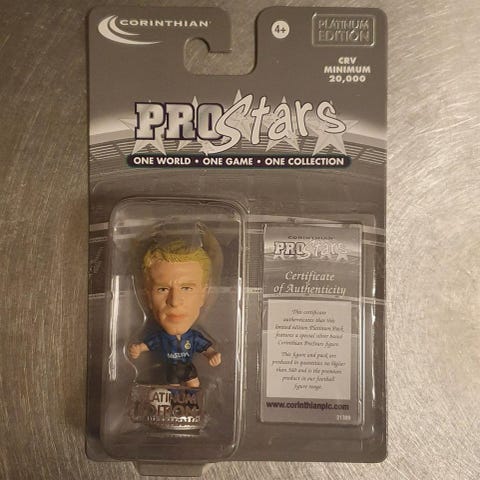 CORINTHIAN
4+
PLATINUM
EDITION
CRV
MINIMUM
20,000
PROStars
ONE WORLD • ONE GAME • ONE COLLECTION
CORINTHIAN
PROStars
Certificate
of Authenticity
This certificate
authenticates that this
limited edition Platinum Pack
features a special silver based
Corinthian ProStars figure.
This figure and pack are
produced in quantities no higher
than 560 and is the premium
product in our football
figure range.
www.corinthianplc.com
PLATINUM
EDITION